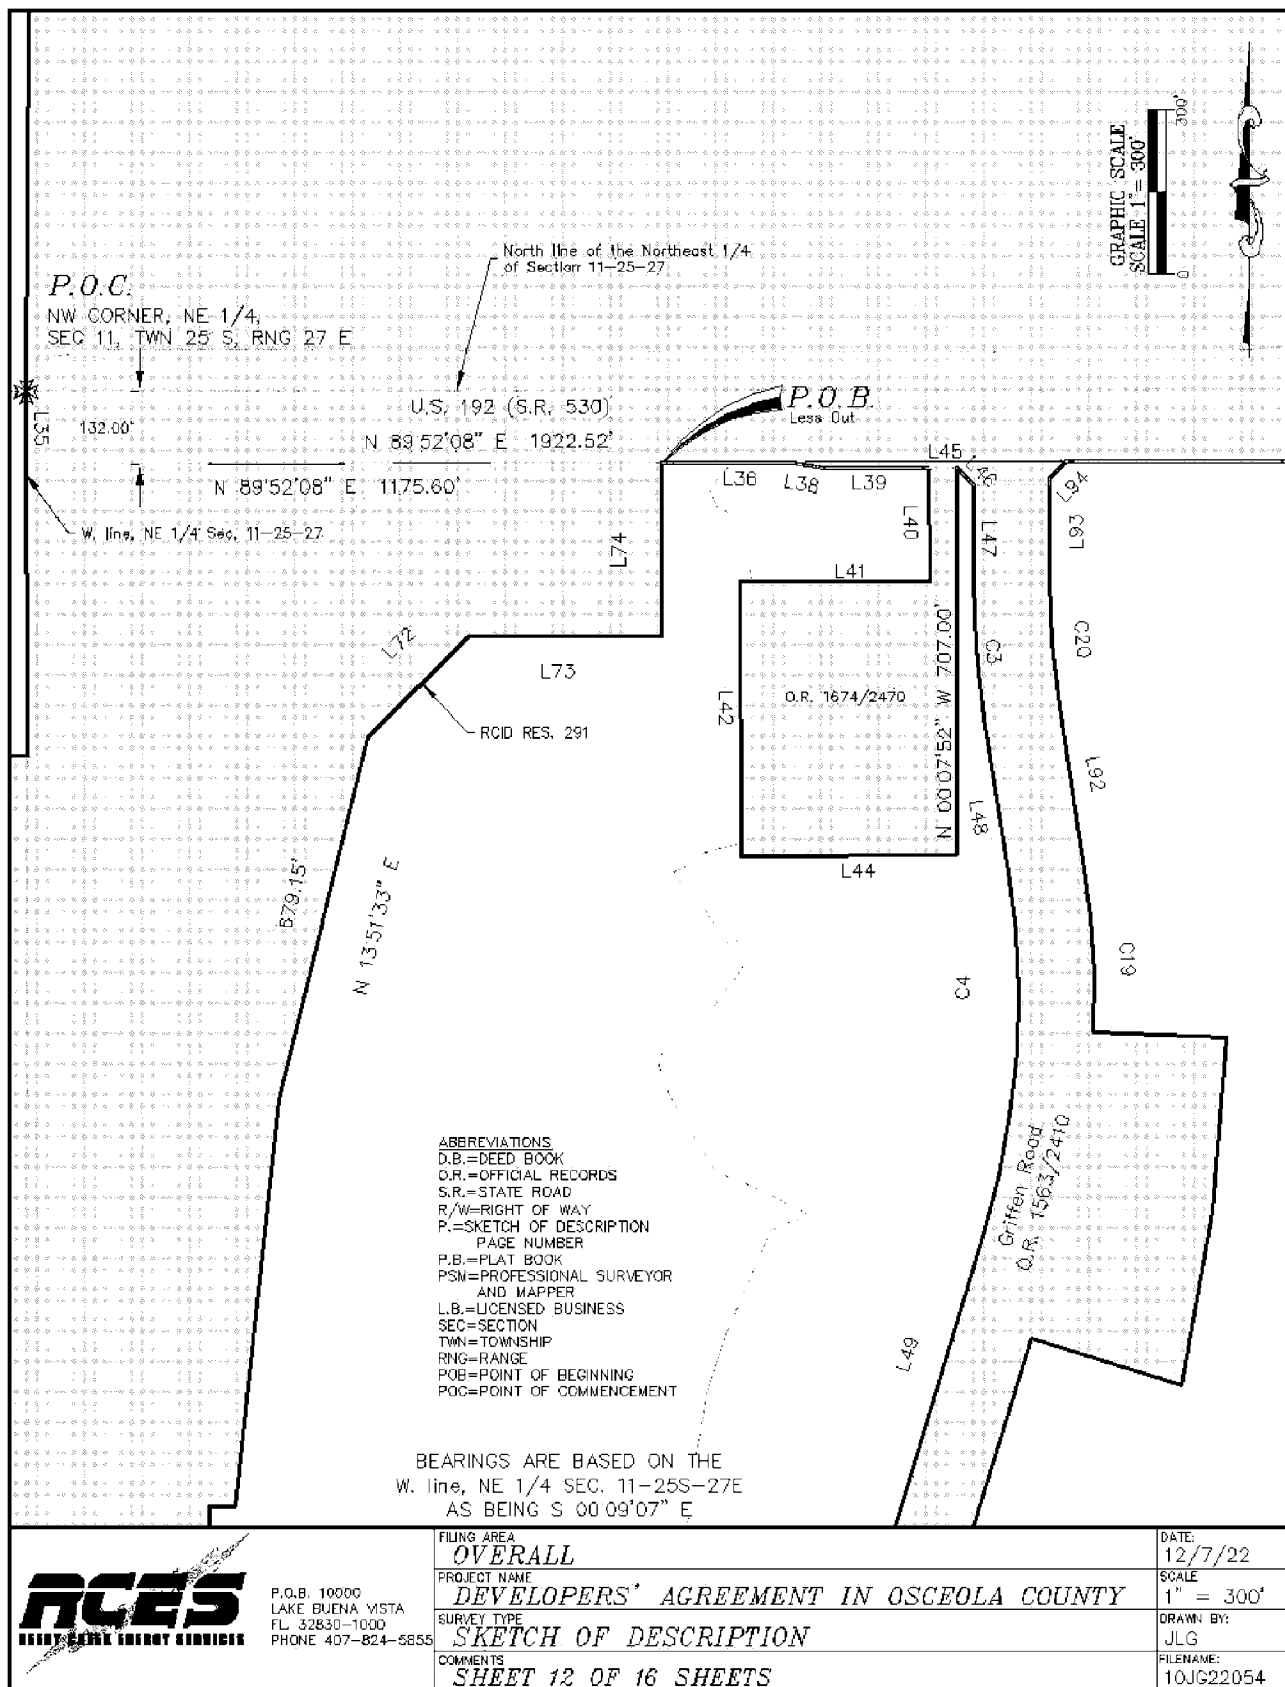 GRAPHIC SCALE
SCALE 1" = 300'
300'
0
North line of the Northeast 1/4
of Section 11-25-27
P.O.C.
NW CORNER, NE 1/4,
SEC 11, TWN 25 S, RNG 27 E
L35
132.00'
U.S. 192 (S.R. 530)
N 89°52'08" E 1922.52'
N 89°52'08" E 1175.60'
W. line, NE 1/4 Sec. 11-25-27
P.O.B.
Less Out
L45
L36
L38
L39
L46
L94
L40
L47
L93
L74
L41
L72
L73
RCID RES. 291
L42
O.R. 1674/2470
N 00°07'52" W 707.00'
C3
C20
L48
L92
L44
679.15'
N 13°51'33" E
C4
C19
Griffen Road
O.R. 1563/2410
L49
ABBREVIATIONS
D.B.=DEED BOOK
O.R.=OFFICIAL RECORDS
S.R.=STATE ROAD
R/W=RIGHT OF WAY
P.=SKETCH OF DESCRIPTION
PAGE NUMBER
P.B.=PLAT BOOK
PSM=PROFESSIONAL SURVEYOR
AND MAPPER
L.B.=LICENSED BUSINESS
SEC=SECTION
TWN=TOWNSHIP
RNG=RANGE
POB=POINT OF BEGINNING
POC=POINT OF COMMENCEMENT
BEARINGS ARE BASED ON THE
W. line, NE 1/4 SEC. 11-25S-27E
AS BEING S 00°09'07" E
RCES
REEDY CREEK ENERGY SERVICES
P.O.B. 10000
LAKE BUENA VISTA
FL. 32830-1000
PHONE 407-824-5855
FILING AREA
OVERALL
PROJECT NAME
DEVELOPERS' AGREEMENT IN OSCEOLA COUNTY
SURVEY TYPE
SKETCH OF DESCRIPTION
COMMENTS
SHEET 12 OF 16 SHEETS
DATE:
12/7/22
SCALE
1" = 300'
DRAWN BY:
JLG
FILENAME:
10JG22054